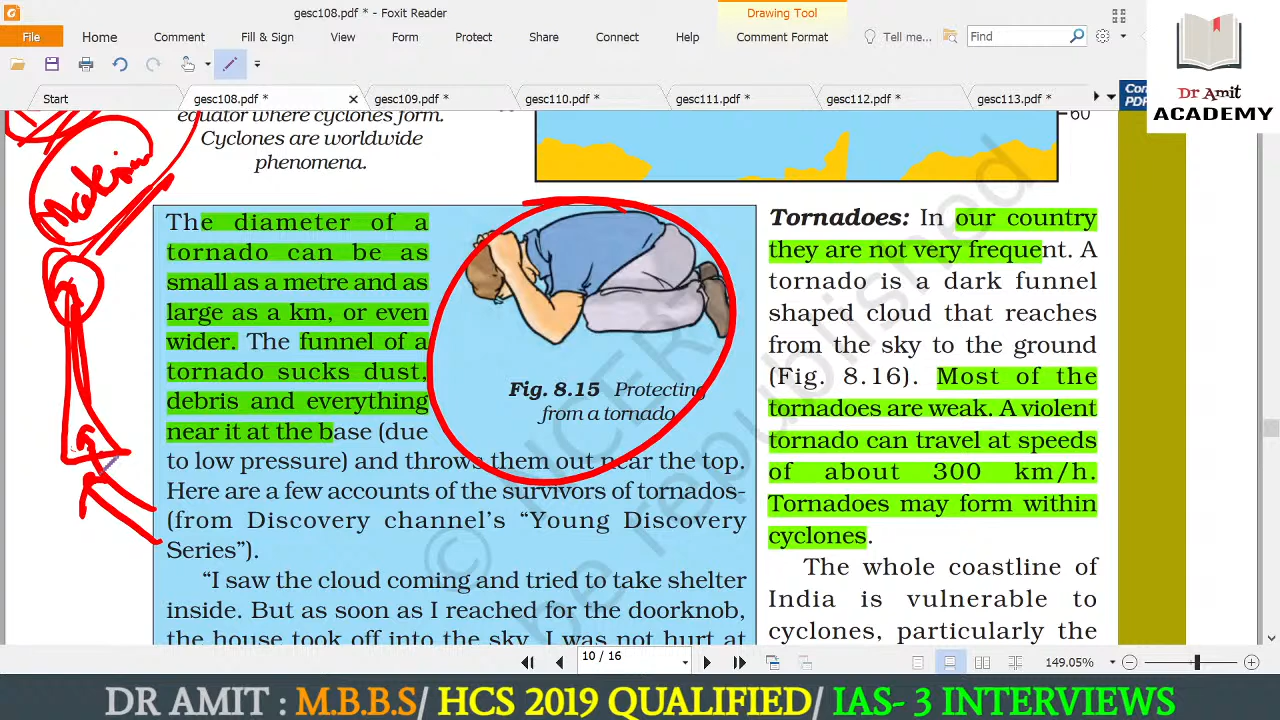 gesc108.pdf * - Foxit Reader
Drawing Tool
File
Home
Comment
Fill & Sign
View
Form
Protect
Share
Connect
Help
Comment Format
Tell me...
Find
Start
gesc108.pdf *
gesc109.pdf *
gesc110.pdf *
gesc111.pdf *
gesc112.pdf *
gesc113.pdf *
PDF
Dr Amit
ACADEMY
equator where cyclones form.
Cyclones are worldwide
phenomena.
60
The diameter of a
tornado can be as
small as a metre and as
large as a km, or even
wider. The funnel of a
tornado sucks dust,
debris and everything
near it at the base (due
to low pressure) and throws them out near the top.
Here are a few accounts of the survivors of tornados-
(from Discovery channel's “Young Discovery
Series”).
“I saw the cloud coming and tried to take shelter
inside. But as soon as I reached for the doorknob,
the house took off into the sky. I was not hurt at
Fig. 8.15 Protecting
from a tornado
Tornadoes: In our country
they are not very frequent. A
tornado is a dark funnel
shaped cloud that reaches
from the sky to the ground
(Fig. 8.16). Most of the
tornadoes are weak. A violent
tornado can travel at speeds
of about 300 km/h.
Tornadoes may form within
cyclones.
The whole coastline of
India is vulnerable to
cyclones, particularly the
© NCERT
be republished
10 / 16
149.05%
DR AMIT : M.B.B.S/ HCS 2019 QUALIFIED/ IAS- 3 INTERVIEWS